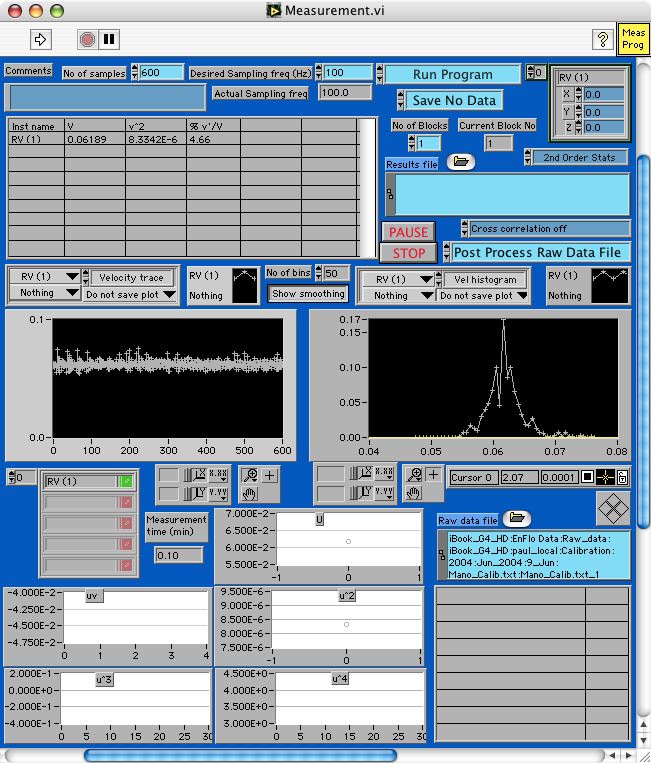 Measurement.vi
?
Meas
Prog
Comments
No of samples 600
Desired Sampling freq (Hz) 100
Run Program
0
RV (1)
X 0.0
Y 0.0
Z 0.0
Actual Sampling freq 100.0
Save No Data
Inst name V v^2 % v'/V
RV (1) 0.06189 8.3342E-6 4.66
No of Blocks
1
Current Block No
1
2nd Order Stats
Results file
PAUSE
Cross correlation off
STOP
Post Process Raw Data File
RV (1)
Velocity trace
Nothing
Do not save plot
RV (1)
Nothing
No of bins 50
Show smoothing
RV (1)
Vel histogram
Nothing
Do not save plot
RV (1)
Nothing
0.1
0.0
0 100 200 300 400 500 600
0.17
0.15
0.10
0.05
0.00
0.04 0.05 0.06 0.07 0.08
0
RV (1)
X X.XX
Y Y.YY
X X.XX
Y Y.YY
Cursor 0 2.07 0.0001
Measurement
time (min)
0.10
7.000E-2
6.000E-2
5.500E-2
U
-1 0 1
Raw data file
iBook_G4_HD:EnFlo Data:Raw_data:
iBook_G4_HD:paul_local:Calibration:
2004:Jun_2004:9_Jun:
Mano_Calib.txt:Mano_Calib.txt_1
-4.000E-2
-4.250E-2
-4.500E-2
-4.750E-2
uv
0 1 2 3 4
9.500E-6
9.000E-6
8.000E-6
7.500E-6
u^2
-1 0 1
2.000E-1
0.000E+0
-2.000E-1
-4.000E-1
u^3
0 5 10 15 20 25 30
4.500E+0
4.000E+0
3.500E+0
3.000E+0
u^4
0 5 10 15 20 25 30